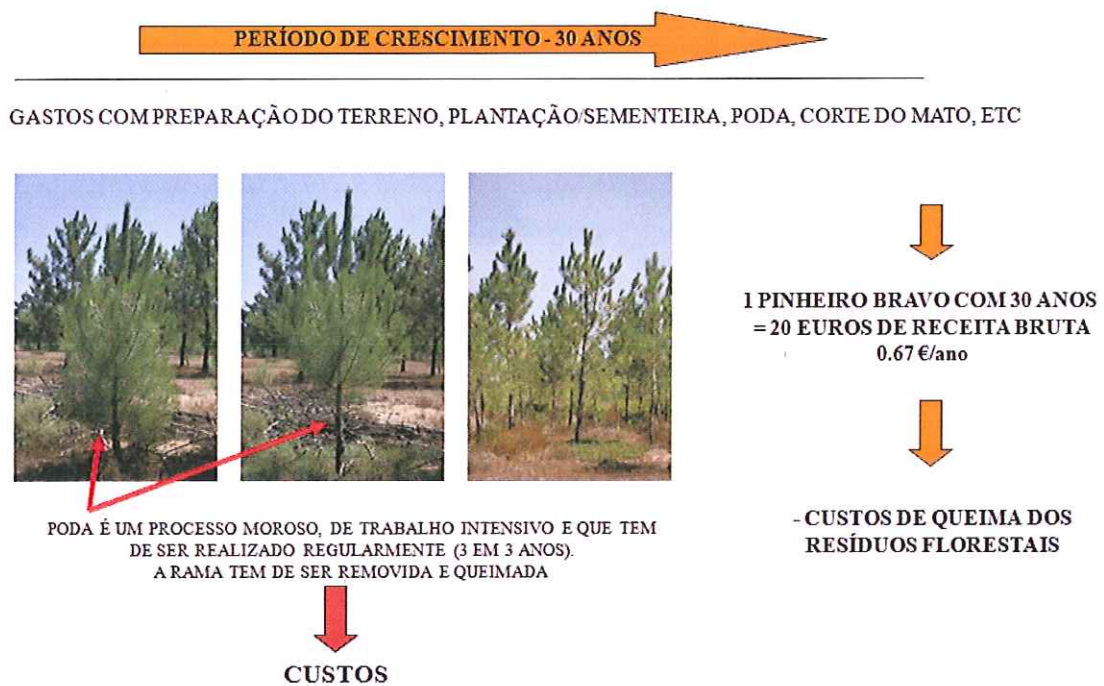 PERÍODO DE CRESCIMENTO - 30 ANOS
GASTOS COM PREPARAÇÃO DO TERRENO, PLANTAÇÃO/SEMENTEIRA, PODA, CORTE DO MATO, ETC
1 PINHEIRO BRAVO COM 30 ANOS
= 20 EUROS DE RECEITA BRUTA
0.67 €/ano
PODA É UM PROCESSO MOROSO, DE TRABALHO INTENSIVO E QUE TEM
DE SER REALIZADO REGULARMENTE (3 EM 3 ANOS).
A RAMA TEM DE SER REMOVIDA E QUEIMADA
- CUSTOS DE QUEIMA DOS
RESÍDUOS FLORESTAIS
CUSTOS